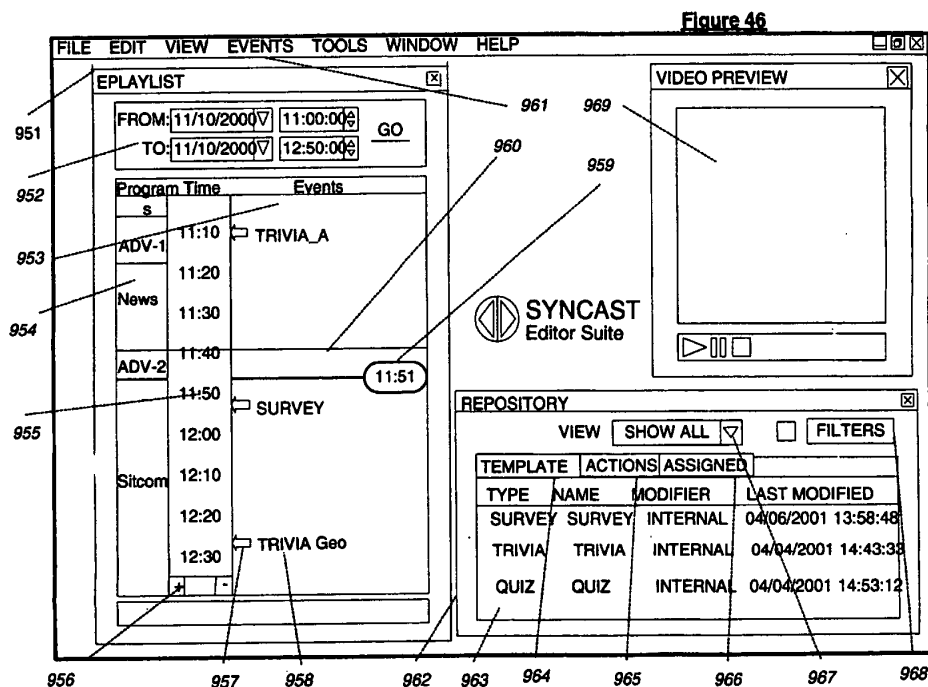 Figure 46
FILE EDIT VIEW EVENTS TOOLS WINDOW HELP
EPLAYLIST
FROM: 11/10/2000 11:00:00 GO
TO: 11/10/2000 12:50:00
Program Time Events
s
ADV-1 11:10 TRIVIA_A
11:20
News
11:30
11:40
ADV-2
11:51
11:50
SURVEY
12:00
12:10
Sitcom
12:20
TRIVIA Geo
12:30
+ -
VIDEO PREVIEW
SYNCAST
Editor Suite
REPOSITORY
VIEW SHOW ALL FILTERS
TEMPLATE ACTIONS ASSIGNED
TYPE NAME MODIFIER LAST MODIFIED
SURVEY SURVEY INTERNAL 04/06/2001 13:58:48
TRIVIA TRIVIA INTERNAL 04/04/2001 14:43:33
QUIZ QUIZ INTERNAL 04/04/2001 14:53:12
951
952
953
954
955
961 969
960
959
956 957 958 962 963 964 965 966 967 968